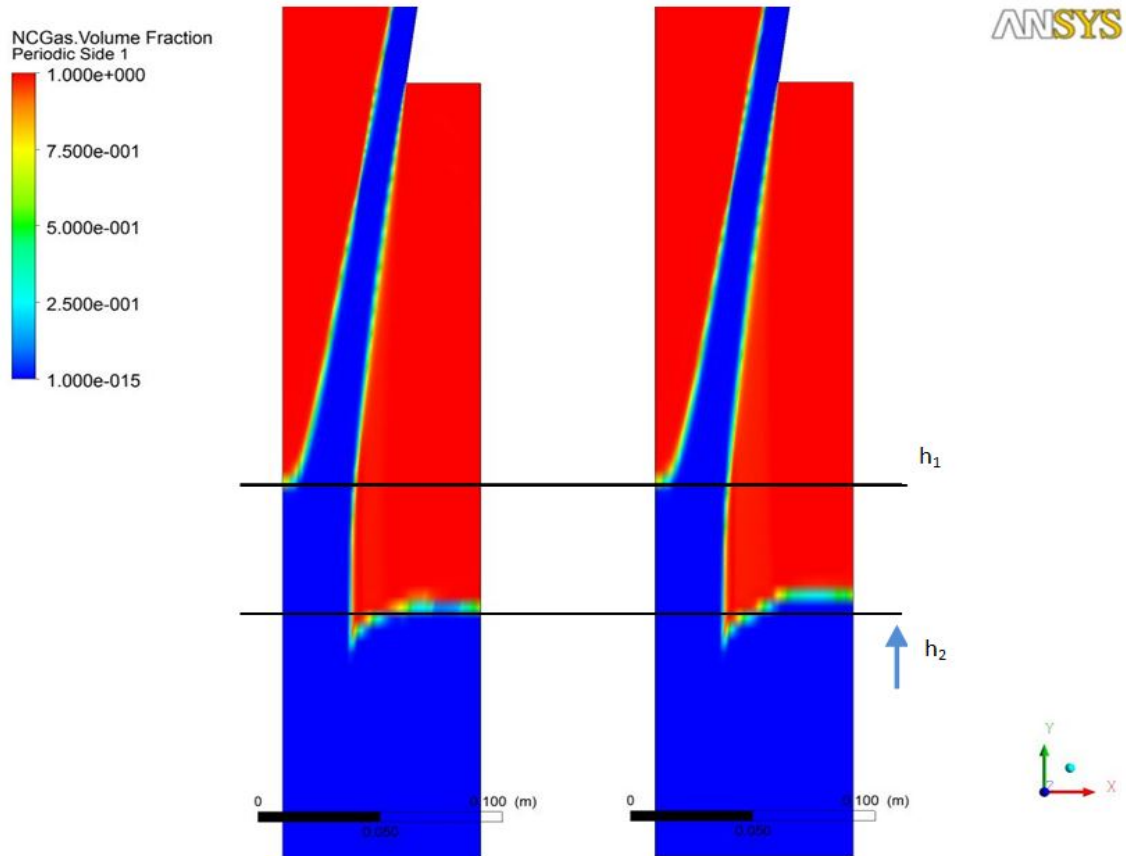 NCGas.Volume Fraction
Periodic Side 1
1.000e+000
7.500e-001
5.000e-001
2.500e-001
1.000e-015
ANSYS
h₁
h₂
0 0.100 (m)
0.050
0 0.100 (m)
0.050
Y
Z X